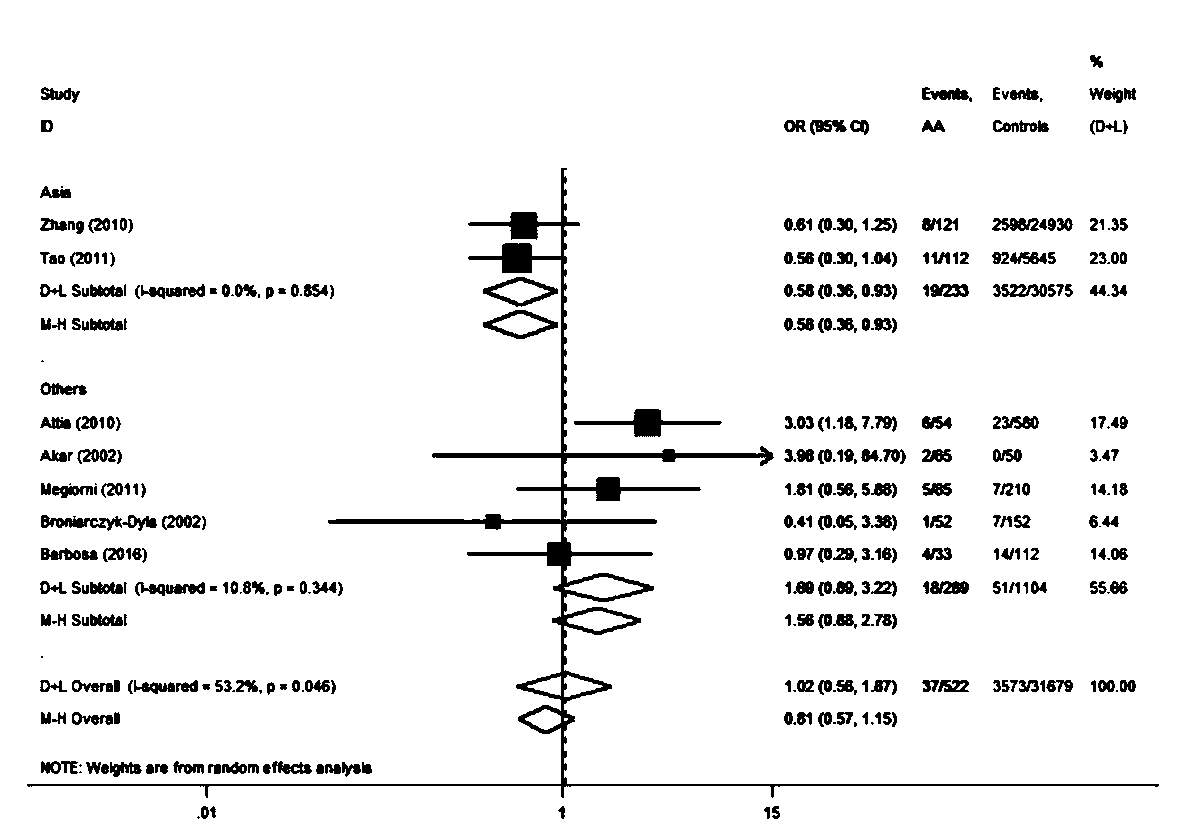 %
Study Events, Events, Weight
ID OR (95% CI) AA Controls (D+L)
Asia
Zhang (2010) 0.61 (0.30, 1.25) 8/121 2598/24930 21.35
Tao (2011) 0.56 (0.30, 1.04) 11/112 924/5645 23.00
D+L Subtotal (I-squared = 0.0%, p = 0.854) 0.58 (0.36, 0.93) 19/233 3522/30575 44.34
M-H Subtotal 0.58 (0.36, 0.93)
.
Others
Attia (2010) 3.03 (1.18, 7.79) 6/54 23/580 17.49
Akar (2002) 3.98 (0.19, 84.70) 2/65 0/50 3.47
Megiorni (2011) 1.81 (0.56, 5.88) 5/85 7/210 14.18
Broniarczyk-Dyla (2002) 0.41 (0.05, 3.38) 1/52 7/152 6.44
Barbosa (2016) 0.97 (0.29, 3.16) 4/33 14/112 14.06
D+L Subtotal (I-squared = 10.8%, p = 0.344) 1.69 (0.89, 3.22) 18/289 51/1104 55.66
M-H Subtotal 1.56 (0.88, 2.78)
.
D+L Overall (I-squared = 53.2%, p = 0.046) 1.02 (0.56, 1.87) 37/522 3573/31679 100.00
M-H Overall 0.81 (0.57, 1.15)
NOTE: Weights are from random effects analysis
.01 1 15